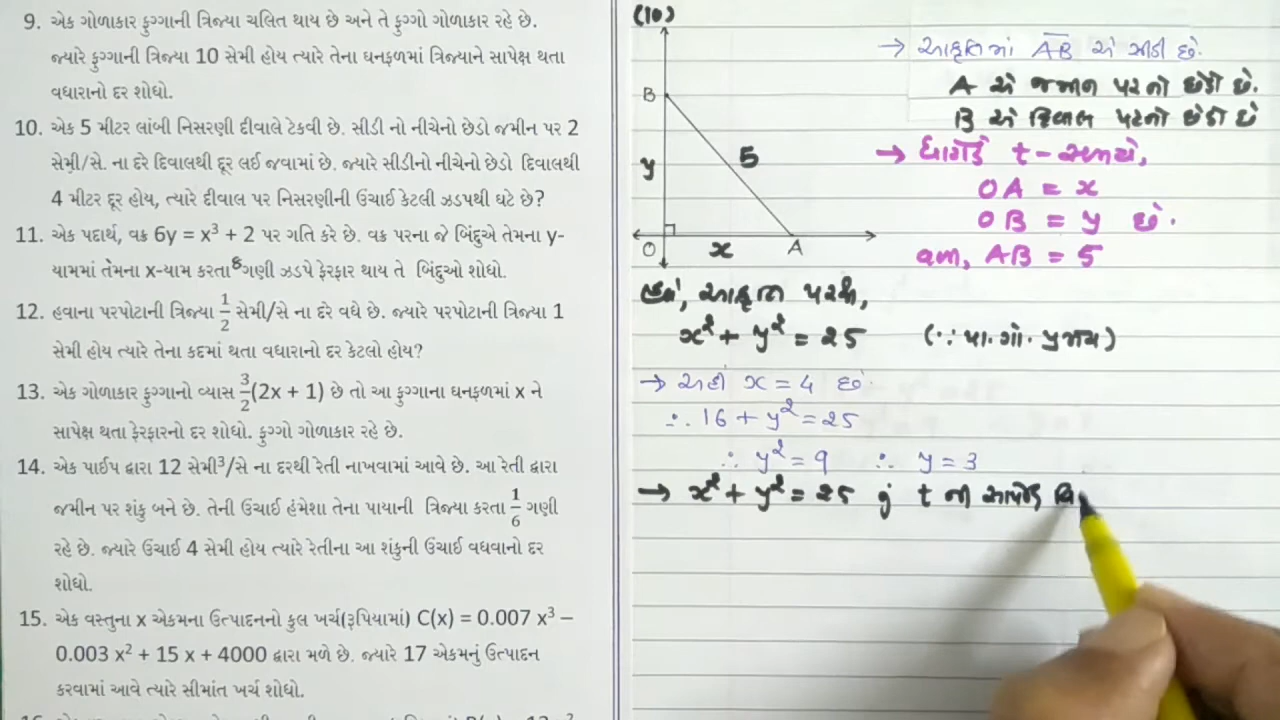 9. એક ગોળાકાર ફુગ્ગાની ત્રિજ્યા ચલિત થાય છે અને તે ફુગ્ગો ગોળાકાર રહે છે.
જ્યારે ફુગ્ગાની ત્રિજ્યા 10 સેમી હોય ત્યારે તેના ઘનફળમાં ત્રિજ્યાને સાપેક્ષ થતા
વધારાનો દર શોધો.
10. એક 5 મીટર લાંબી નિસરણી દીવાલે ટેકવી છે. સીડી નો નીચેનો છેડો જમીન પર 2
સેમી/સે. ના દરે દિવાલથી દૂર લઈ જવામાં છે. જ્યારે સીડીનો નીચેનો છેડો દિવાલથી
4 મીટર દૂર હોય, ત્યારે દીવાલ પર નિસરણીની ઉંચાઈ કેટલી ઝડપથી ઘટે છે?
11. એક પદાર્થ, વક્ર 6y = x³ + 2 પર ગતિ કરે છે. વક્ર પરના જે બિંદુએ તેમના y-
યામમાં તેમના x-યામ કરતા 8 ગણી ઝડપે ફેરફાર થાય તે બિંદુઓ શોધો.
12. હવાના પરપોટાની ત્રિજ્યા 1/2 સેમી/સે ના દરે વધે છે. જ્યારે પરપોટાની ત્રિજ્યા 1
સેમી હોય ત્યારે તેના કદમાં થતા વધારાનો દર કેટલો હોય?
13. એક ગોળાકાર ફુગ્ગાનો વ્યાસ 3/2(2x + 1) છે તો આ ફુગ્ગાના ઘનફળમાં x ને
સાપેક્ષ થતા ફેરફારનો દર શોધો. ફુગ્ગો ગોળાકાર રહે છે.
14. એક પાઈપ દ્વારા 12 સેમી³/સે ના દરથી રેતી નાખવામાં આવે છે. આ રેતી દ્વારા
જમીન પર શંકુ બને છે. તેની ઉંચાઈ હંમેશા તેના પાયાની ત્રિજ્યા કરતા 1/6 ગણી
રહે છે. જ્યારે ઉંચાઈ 4 સેમી હોય ત્યારે રેતીના આ શંકુની ઉંચાઈ વધવાનો દર
શોધો.
15. એક વસ્તુના x એકમના ઉત્પાદનનો કુલ ખર્ચ(રૂપિયામાં) C(x) = 0.007 x³ –
0.003 x² + 15 x + 4000 દ્વારા મળે છે. જ્યારે 17 એકમનું ઉત્પાદન
કરવામાં આવે ત્યારે સીમાંત ખર્ચ શોધો.
(10)
B
y
5
O
x
A
→ આકૃતિમાં A̅B̅ એ સીડી છે.
A એ જમીન પરનો છેડો છે.
B એ દિવાલ પરનો છેડો છે
→ ધારોકે t - સમયે,
OA = x
OB = y છે.
વળી, AB = 5
હવે, આકૃતિ પરથી,
x² + y² = 25 (∵ પા. ગો. પ્રમેય)
→ અહીં x = 4 છે.
∴ 16 + y² = 25
∴ y² = 9 ∴ y = 3
→ x² + y² = 25 નું t ની સાપેક્ષે વિ